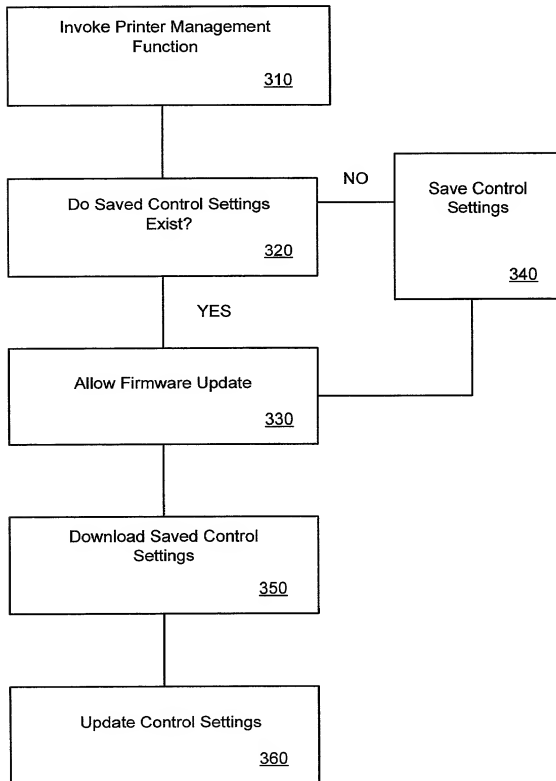 Invoke Printer Management
Function
310
Do Saved Control Settings
Exist?
320
NO
Save Control
Settings
340
YES
Allow Firmware Update
330
Download Saved Control
Settings
350
Update Control Settings
360